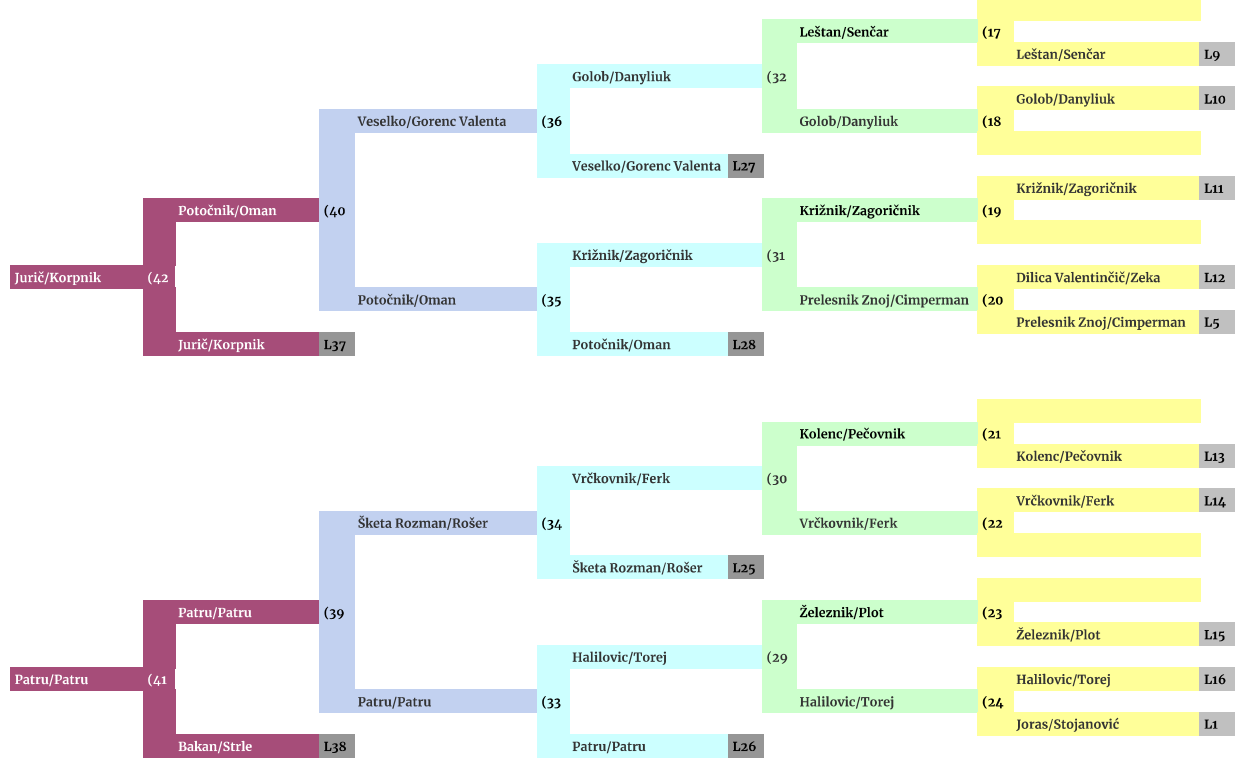 Leštan/Senčar (17
Leštan/Senčar L9
Golob/Danyliuk (32
Golob/Danyliuk L10
Veselko/Gorenc Valenta (36
Golob/Danyliuk (18
Veselko/Gorenc Valenta L27
Križnik/Zagoričnik L11
Potočnik/Oman (40
Križnik/Zagoričnik (19
Križnik/Zagoričnik (31
Jurič/Korpnik (42
Dilica Valentinčič/Zeka L12
Potočnik/Oman (35
Prelesnik Znoj/Cimperman (20
Prelesnik Znoj/Cimperman L5
Jurič/Korpnik L37
Potočnik/Oman L28
Kolenc/Pečovnik (21
Kolenc/Pečovnik L13
Vrčkovnik/Ferk (30
Vrčkovnik/Ferk L14
Šketa Rozman/Rošer (34
Vrčkovnik/Ferk (22
Šketa Rozman/Rošer L25
Patru/Patru (39
Železnik/Plot (23
Železnik/Plot L15
Halilovic/Torej (29
Patru/Patru (41
Halilovic/Torej L16
Patru/Patru (33
Halilovic/Torej (24
Joras/Stojanović L1
Bakan/Strle L38
Patru/Patru L26